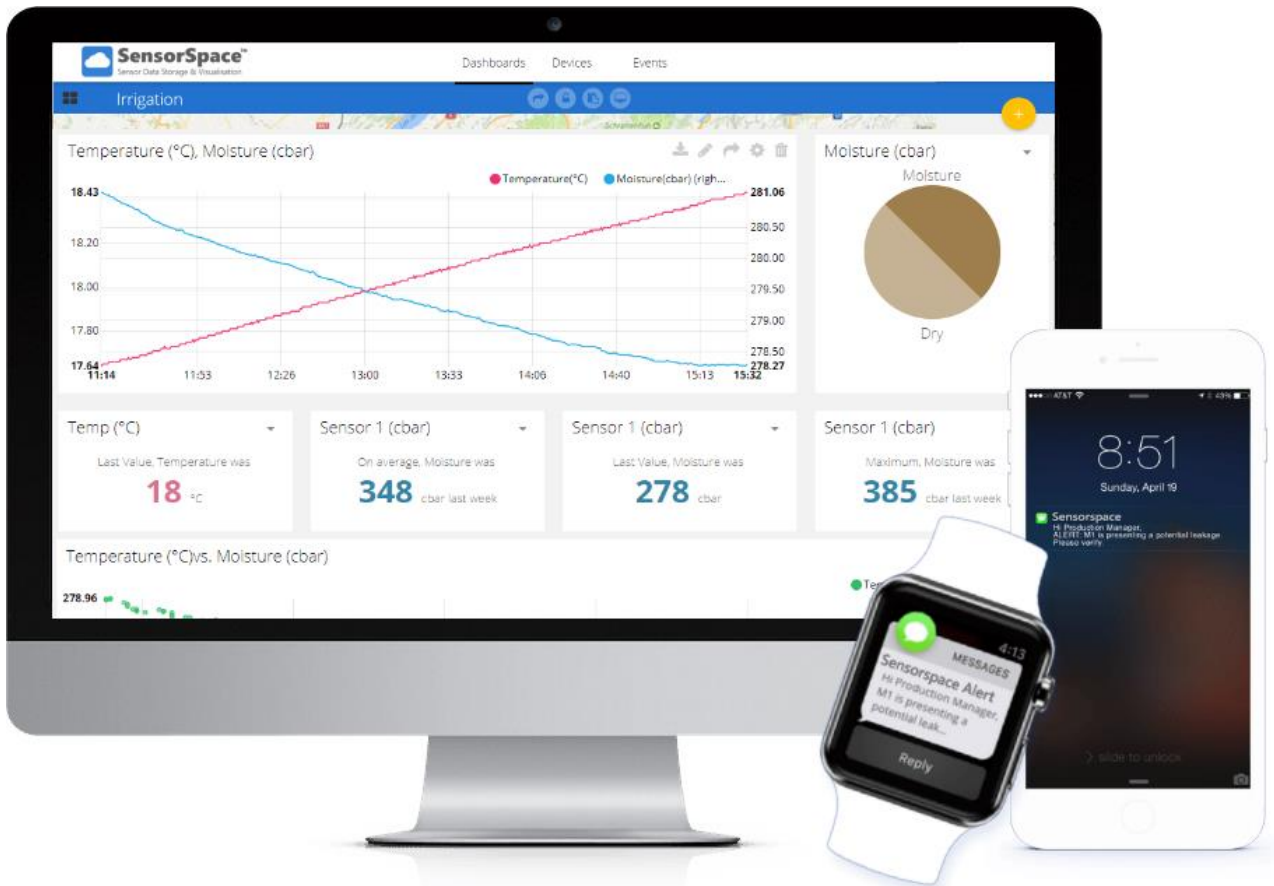 SensorSpace™
Sensor Data Storage & Visualisation
Dashboards Devices Events
Irrigation
Temperature (°C), Moisture (cbar)
Temperature(°C) Moisture(cbar) (righ...
18.43
18.20
18.00
17.80
17.64
281.06
280.50
280.00
279.50
279.00
278.50
278.27
11:14 11:53 12:26 13:00 13:33 14:06 14:40 15:13 15:32
Moisture (cbar)
Moisture
Dry
Temp (°C)
Last Value, Temperature was
18 °C
Sensor 1 (cbar)
On average, Moisture was
348 cbar last week
Sensor 1 (cbar)
Last Value, Moisture was
278 cbar
Sensor 1 (cbar)
Maximum, Moisture was
385 cbar last week
Temperature (°C)vs. Moisture (cbar)
278.96
AT&T 49%
8:51
Sunday, April 19
Sensorspace
Hi Production Manager,
ALERT: M1 is presenting a potential leakage
Please verify.
slide to unlock
4:13
MESSAGES
Sensorspace Alert
Hi Production Manager,
M1 is presenting a
potential leak...
Reply